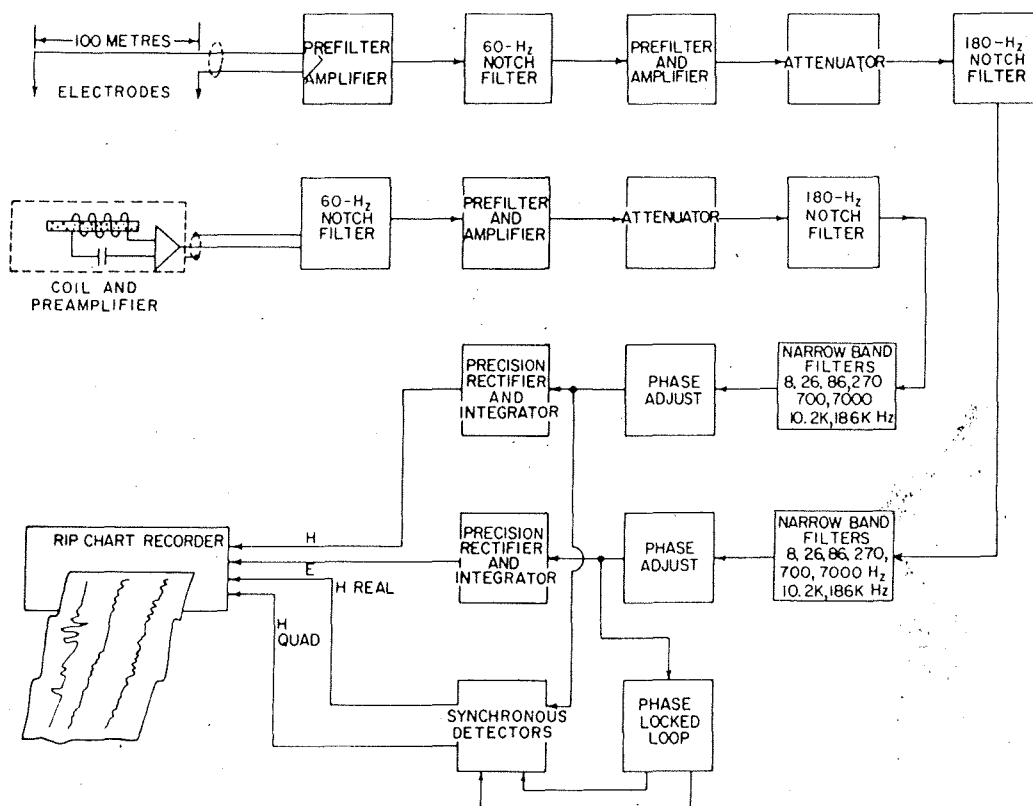 100 METRES
ELECTRODES
PREFILTER
AMPLIFIER
60-Hz
NOTCH
FILTER
PREFILTER
AND
AMPLIFIER
ATTENUATOR
180-Hz
NOTCH
FILTER
COIL AND
PREAMPLIFIER
60-Hz
NOTCH
FILTER
PREFILTER
AND
AMPLIFIER
ATTENUATOR
180-Hz
NOTCH
FILTER
PRECISION
RECTIFIER
AND
INTEGRATOR
PHASE
ADJUST
NARROW BAND
FILTERS
8, 26, 86, 270
700, 7000
10.2K, 18.6K Hz
RIP CHART RECORDER
H
E
H REAL
H
QUAD
PRECISION
RECTIFIER
AND
INTEGRATOR
PHASE
ADJUST
NARROW BAND
FILTERS
8, 26, 86, 270,
700, 7000 Hz
10.2K, 18.6K Hz
SYNCHRONOUS
DETECTORS
PHASE
LOCKED
LOOP